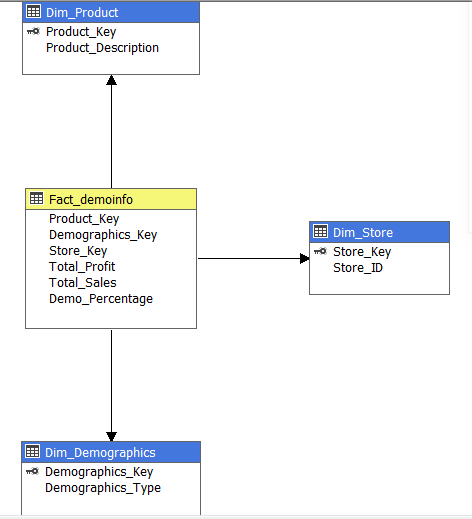 Dim_Product
Product_Key
Product_Description
Fact_demoinfo
Product_Key
Demographics_Key
Store_Key
Total_Profit
Total_Sales
Demo_Percentage
Dim_Store
Store_Key
Store_ID
Dim_Demographics
Demographics_Key
Demographics_Type